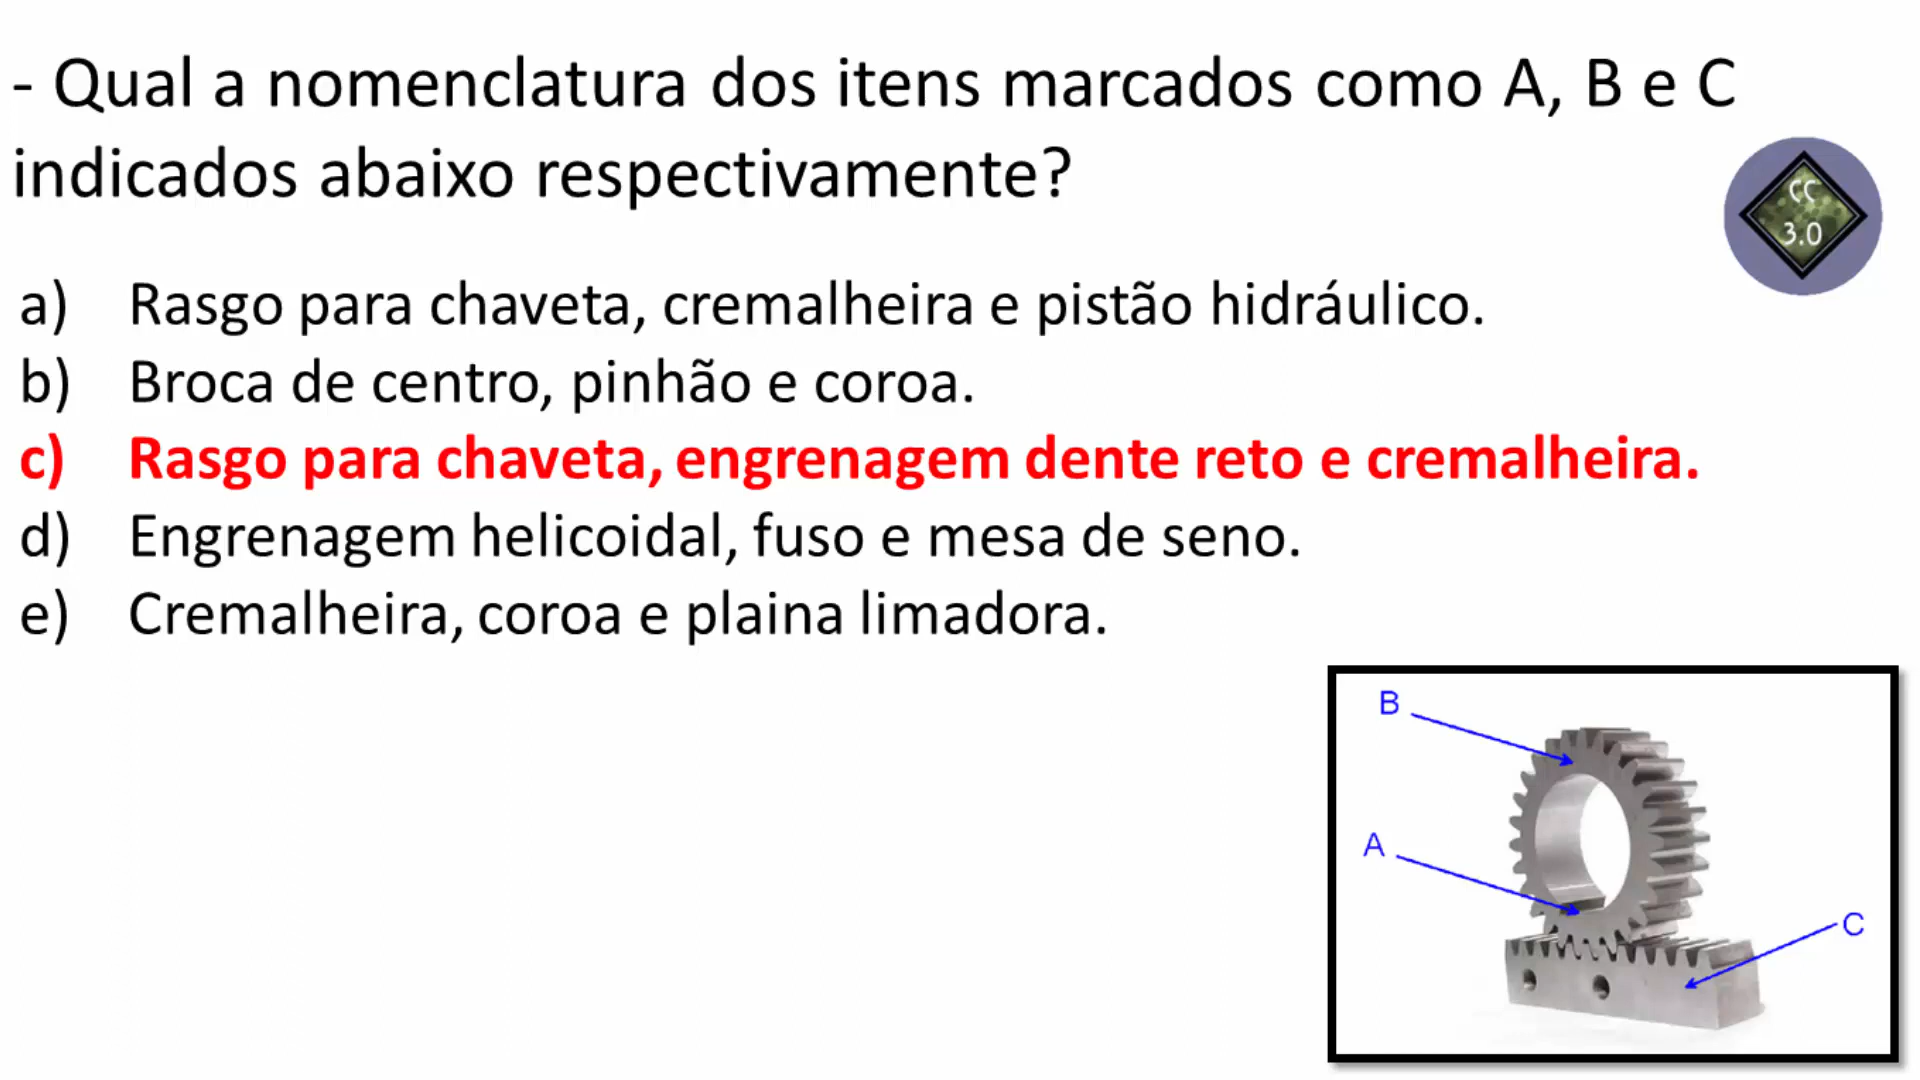 - Qual a nomenclatura dos itens marcados como A, B e C
indicados abaixo respectivamente?
CC
3.0
a) Rasgo para chaveta, cremalheira e pistão hidráulico.
b) Broca de centro, pinhão e coroa.
c) Rasgo para chaveta, engrenagem dente reto e cremalheira.
d) Engrenagem helicoidal, fuso e mesa de seno.
e) Cremalheira, coroa e plaina limadora.
B
A
C